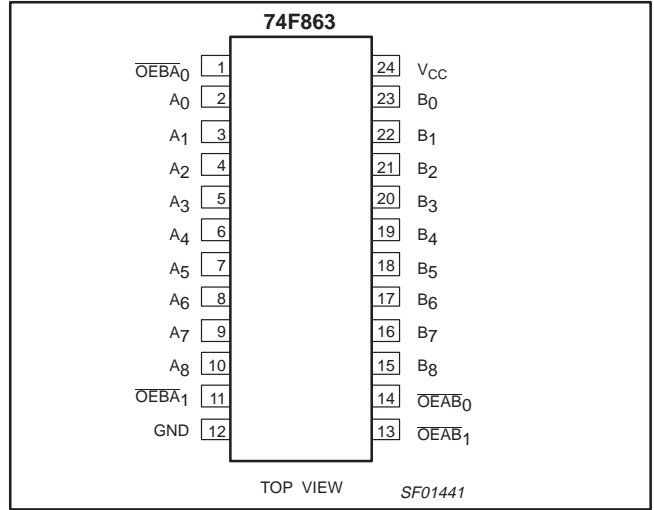 74F863
OEBA0 1 24 VCC
A0 2 23 B0
A1 3 22 B1
A2 4 21 B2
A3 5 20 B3
A4 6 19 B4
A5 7 18 B5
A6 8 17 B6
A7 9 16 B7
A8 10 15 B8
OEBA1 11 14 OEAB0
GND 12 13 OEAB1
TOP VIEW SF01441